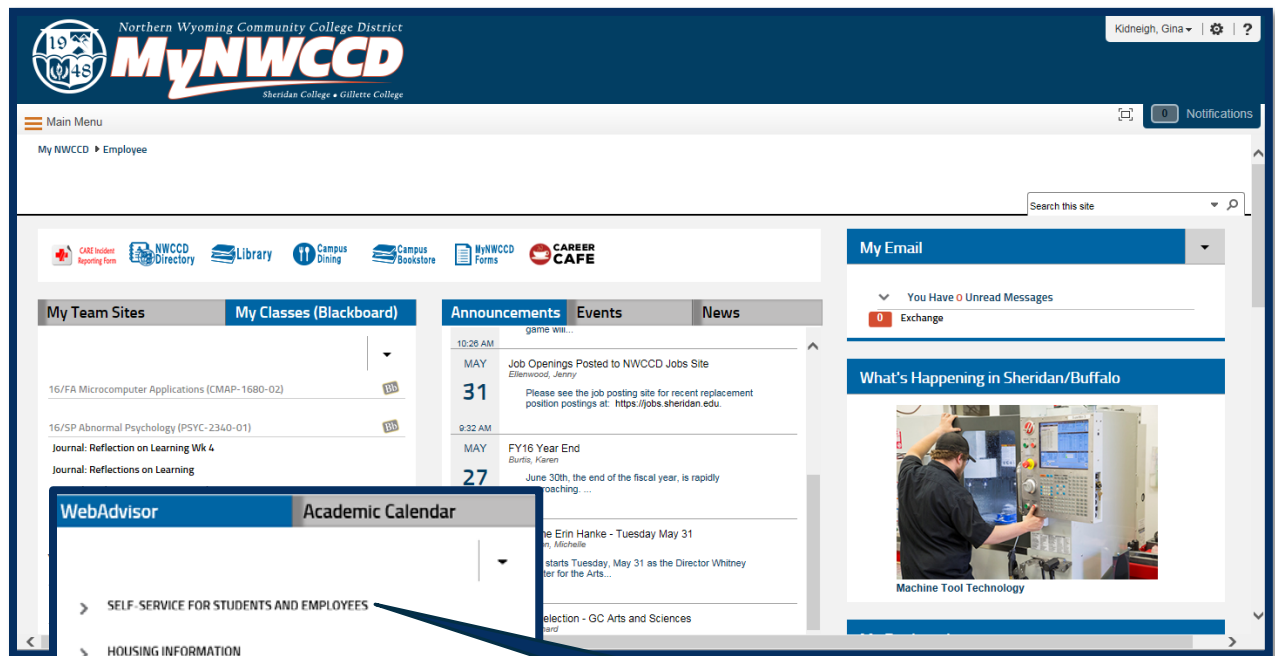 Northern Wyoming Community College District
19 48
MyNWCCD
Sheridan College • Gillette College
Kidneigh, Gina
?
Main Menu
0 Notifications
My NWCCD Employee
Search this site
CARE Incident
Reporting Form
NWCCD
Directory
Library
Campus
Dining
Campus
Bookstore
MyNWCCD
Forms
CAREER
CAFE
My Team Sites
My Classes (Blackboard)
16/FA Microcomputer Applications (CMAP-1680-02)
Bb
16/SP Abnormal Psychology (PSYC-2340-01)
Bb
Journal: Reflection on Learning Wk 4
Journal: Reflections on Learning
WebAdvisor
Academic Calendar
SELF-SERVICE FOR STUDENTS AND EMPLOYEES
HOUSING INFORMATION
Announcements
Events
News
game will...
10:26 AM
MAY
31
Job Openings Posted to NWCCD Jobs Site
Ellenwood, Jenny
Please see the job posting site for recent replacement
position postings at: https://jobs.sheridan.edu.
9:32 AM
MAY
27
FY16 Year End
Burtis, Karen
June 30th, the end of the fiscal year, is rapidly
roaching. ...
Erin Hanke - Tuesday May 31
Michelle
starts Tuesday, May 31 as the Director Whitney
for the Arts...
election - GC Arts and Sciences
My Email
You Have 0 Unread Messages
0 Exchange
What's Happening in Sheridan/Buffalo
Machine Tool Technology